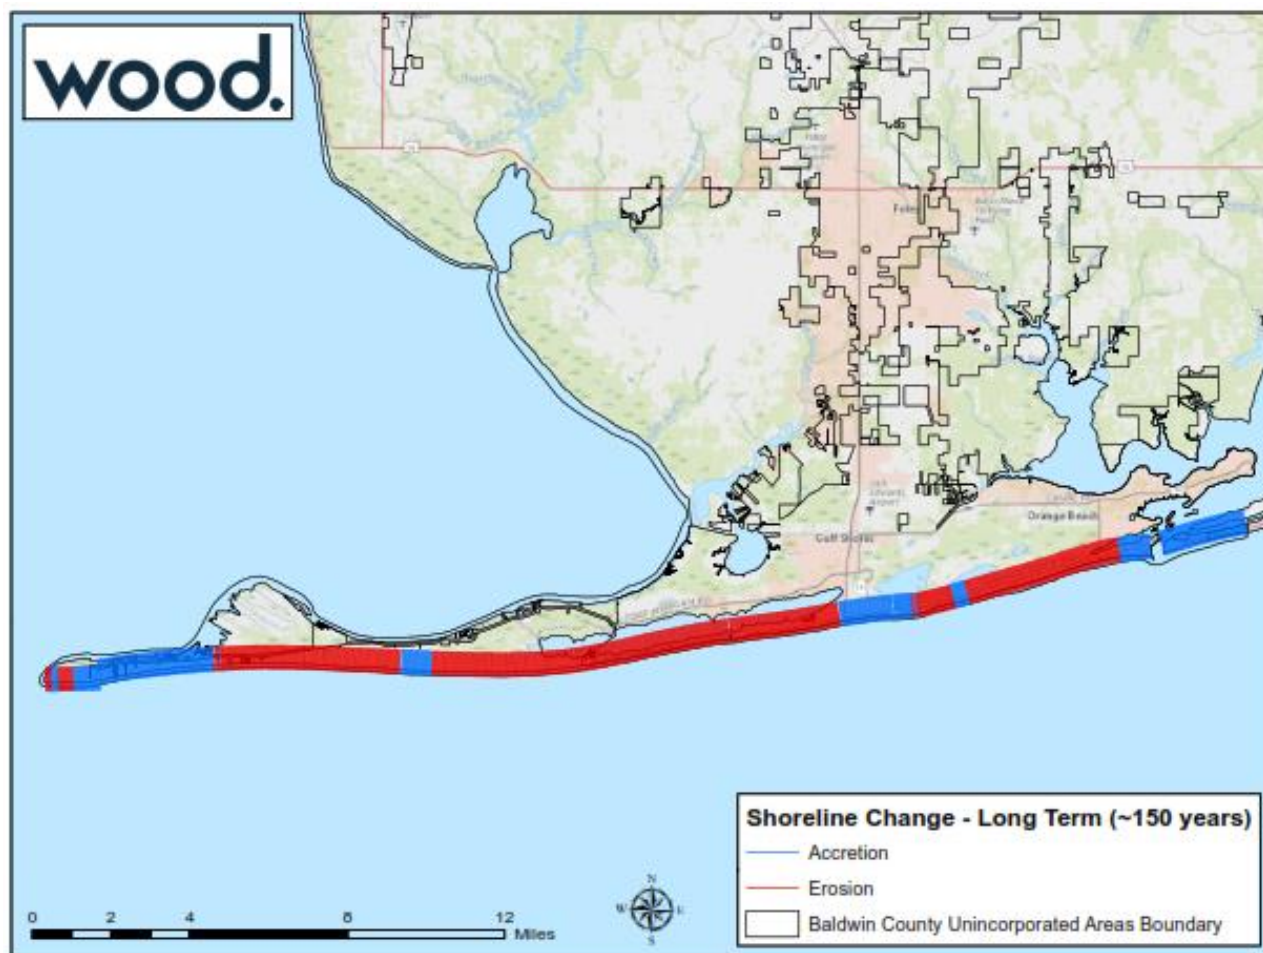 wood.
Foley
Gulf Shores
Orange Beach
Shoreline Change - Long Term (~150 years)
Accretion
Erosion
Baldwin County Unincorporated Areas Boundary
N
W E
S
0 2 4 8 12
Miles